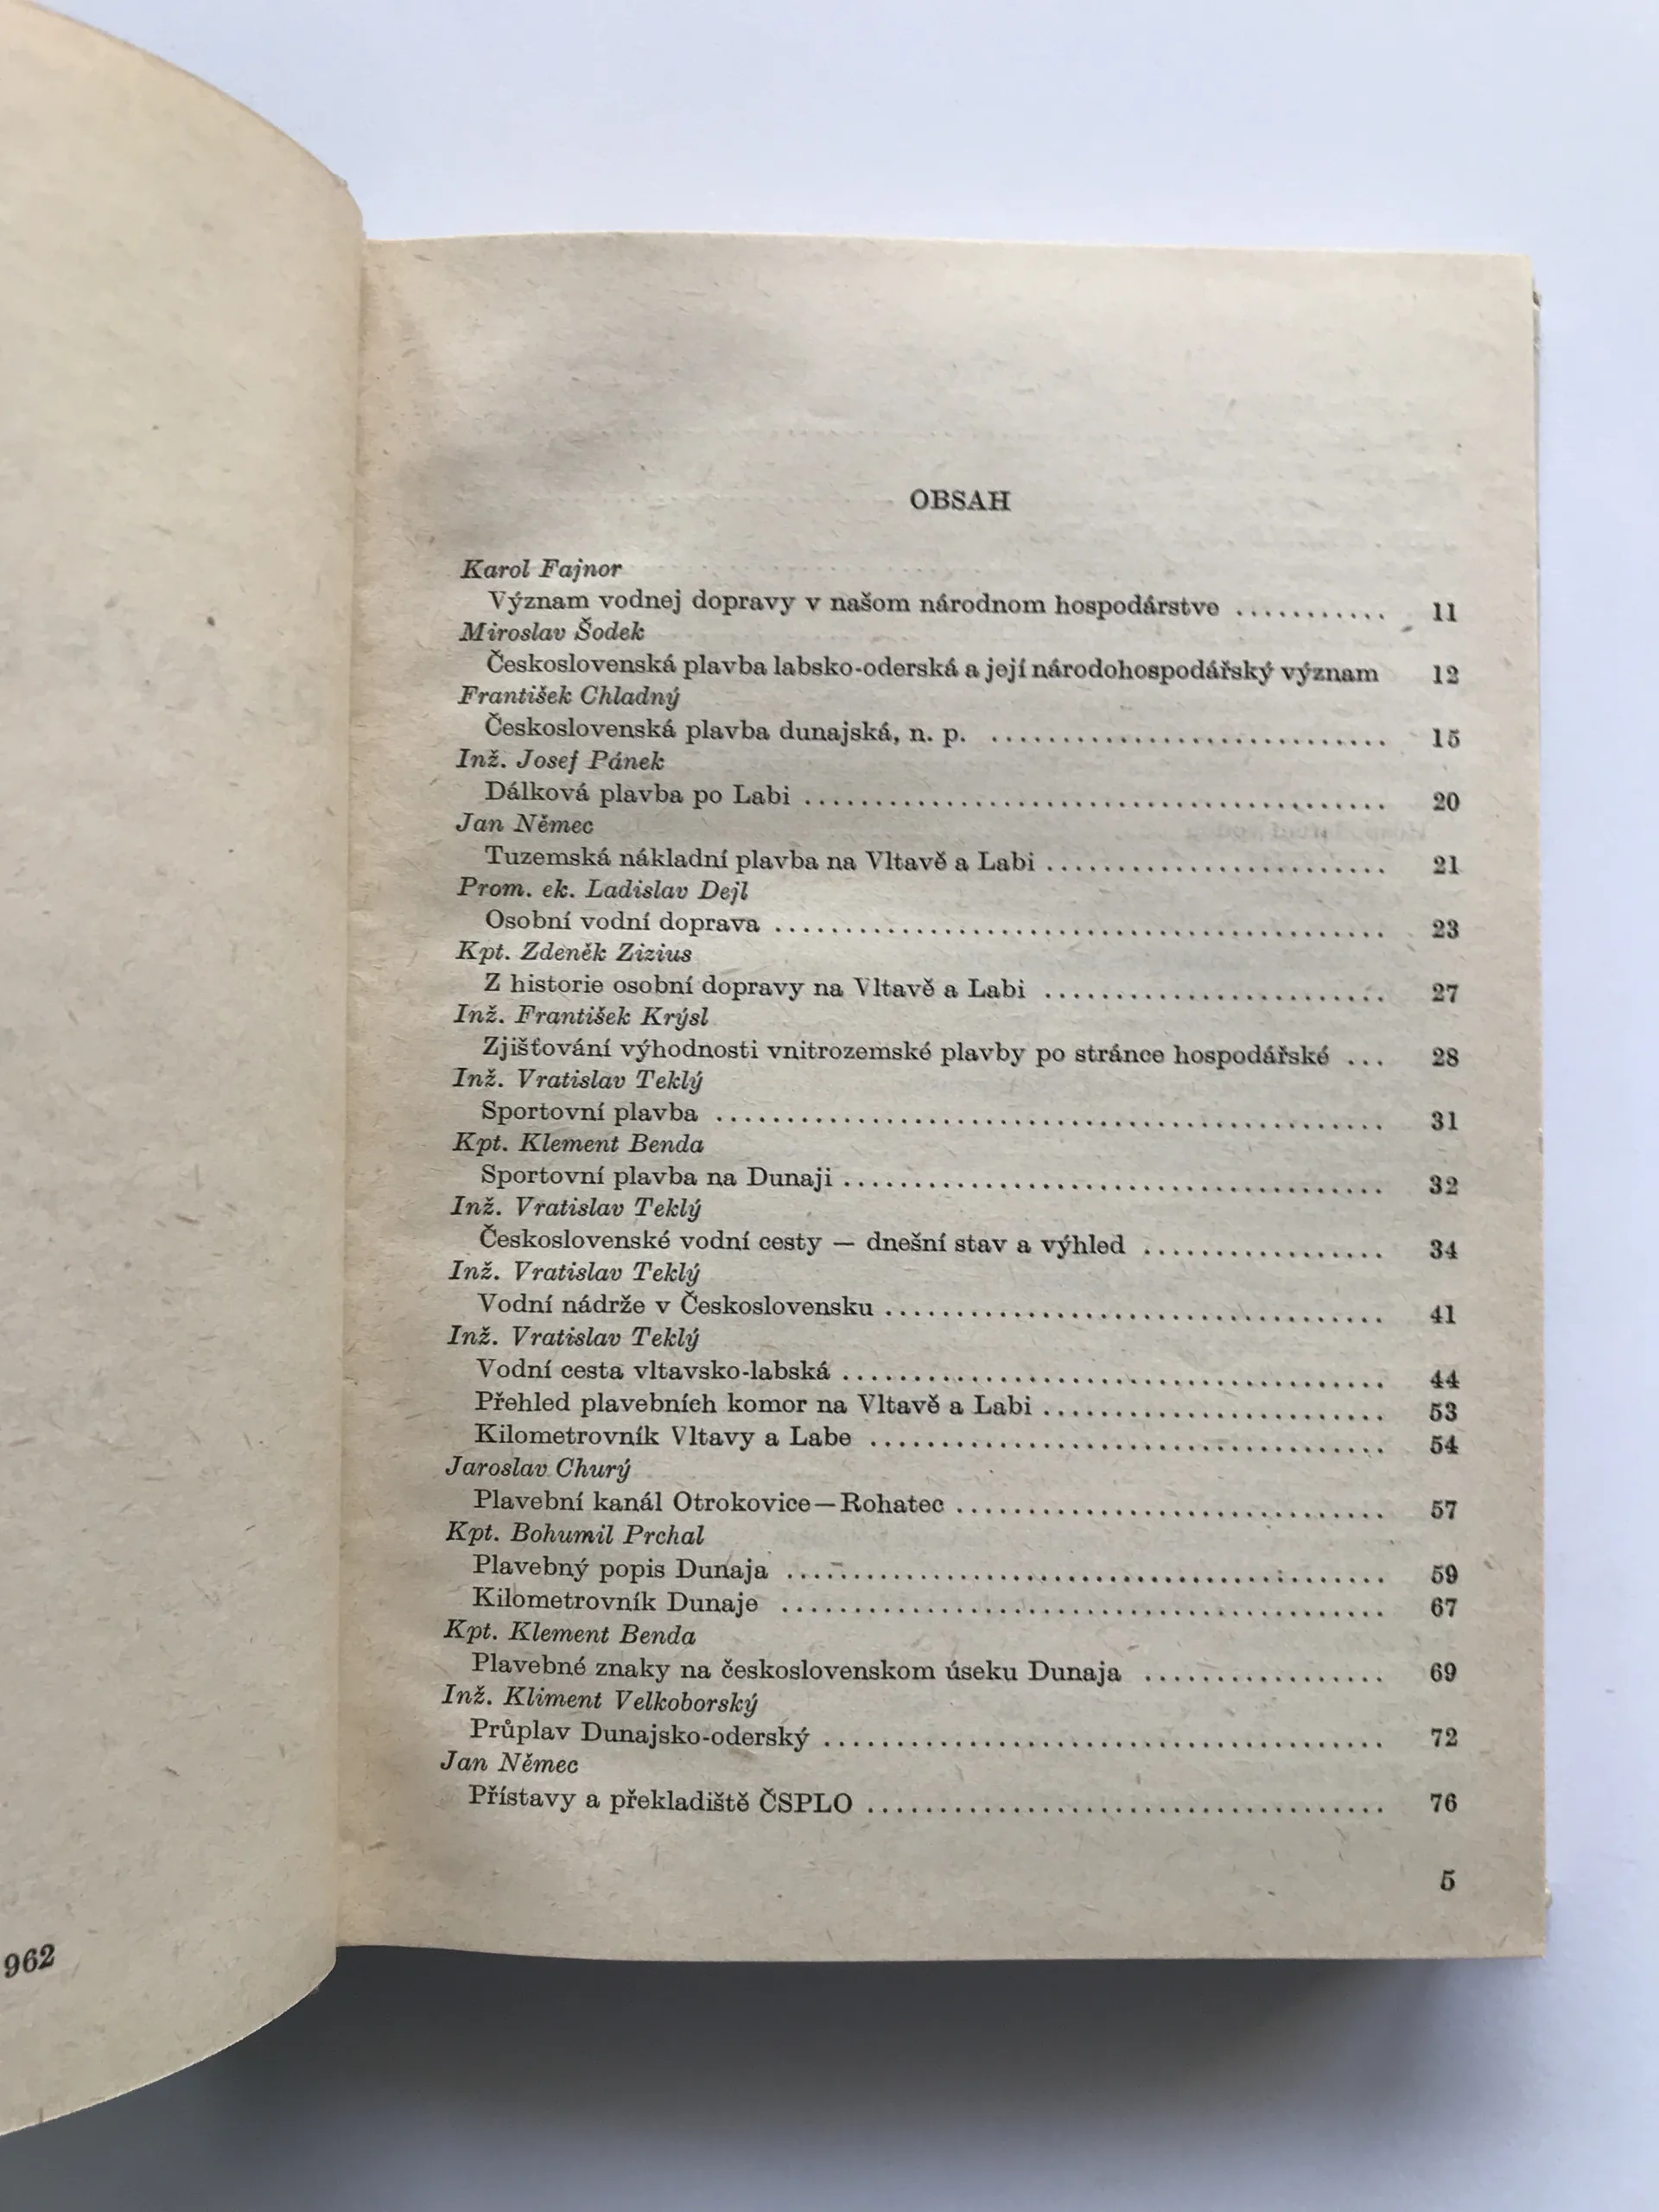 OBSAH
Karol Fajnor
Význam vodnej dopravy v našom národnom hospodárstve ........... 11
Miroslav Šodek
Československá plavba labsko-oderská a její národohospodářský význam 12
František Chladný
Československá plavba dunajská, n. p. ............................ 15
Inž. Josef Pánek
Dálková plavba po Labi ......................................... 20
Jan Němec
Tuzemská nákladní plavba na Vltavě a Labi ........................ 21
Prom. ek. Ladislav Dejl
Osobní vodní doprava ........................................... 23
Kpt. Zdeněk Zizius
Z historie osobní dopravy na Vltavě a Labi ........................ 27
Inž. František Krýsl
Zjišťování výhodnosti vnitrozemské plavby po stránce hospodářské ... 28
Inž. Vratislav Teklý
Sportovní plavba ............................................... 31
Kpt. Klement Benda
Sportovní plavba na Dunaji ...................................... 32
Inž. Vratislav Teklý
Československé vodní cesty — dnešní stav a výhled ................. 34
Inž. Vratislav Teklý
Vodní nádrže v Československu ................................... 41
Inž. Vratislav Teklý
Vodní cesta vltavsko-labská ...................................... 44
Přehled plavebních komor na Vltavě a Labi ........................ 53
Kilometrovník Vltavy a Labe .................................... 54
Jaroslav Churý
Plavební kanál Otrokovice—Rohatec .............................. 57
Kpt. Bohumil Prchal
Plavebný popis Dunaja .......................................... 59
Kilometrovník Dunaje .......................................... 67
Kpt. Klement Benda
Plavebné znaky na československom úseku Dunaja ................. 69
Inž. Kliment Velkoborský
Průplav Dunajsko-oderský ....................................... 72
Jan Němec
Přístavy a překladiště ČSPLO .................................... 76
5
962